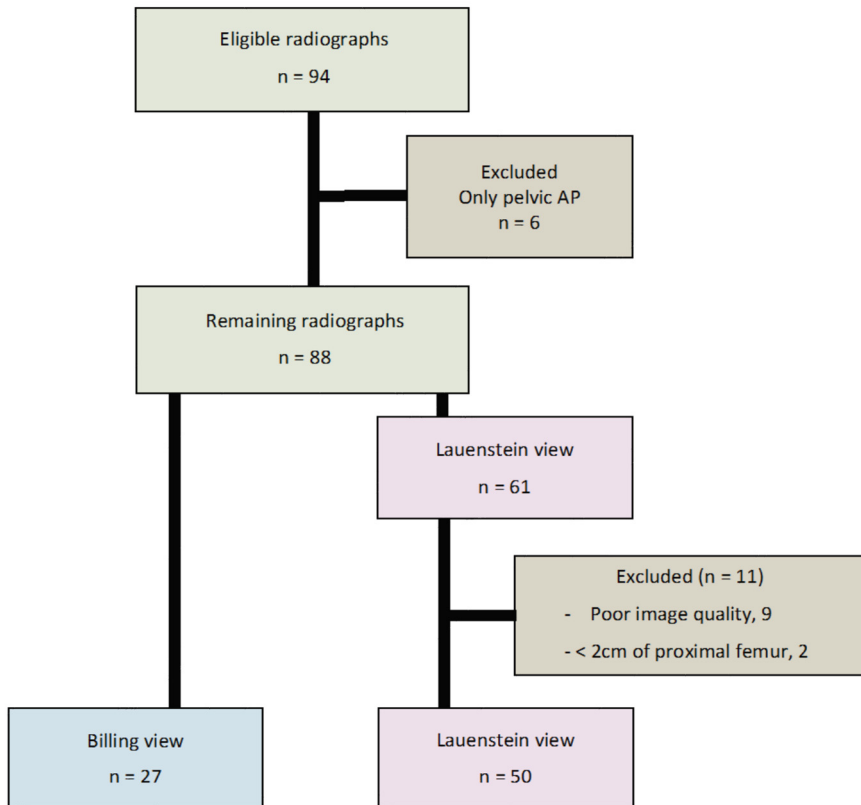 Eligible radiographs
n = 94
Excluded
Only pelvic AP
n = 6
Remaining radiographs
n = 88
Lauenstein view
n = 61
Excluded (n = 11)
- Poor image quality, 9
- < 2cm of proximal femur, 2
Billing view
n = 27
Lauenstein view
n = 50